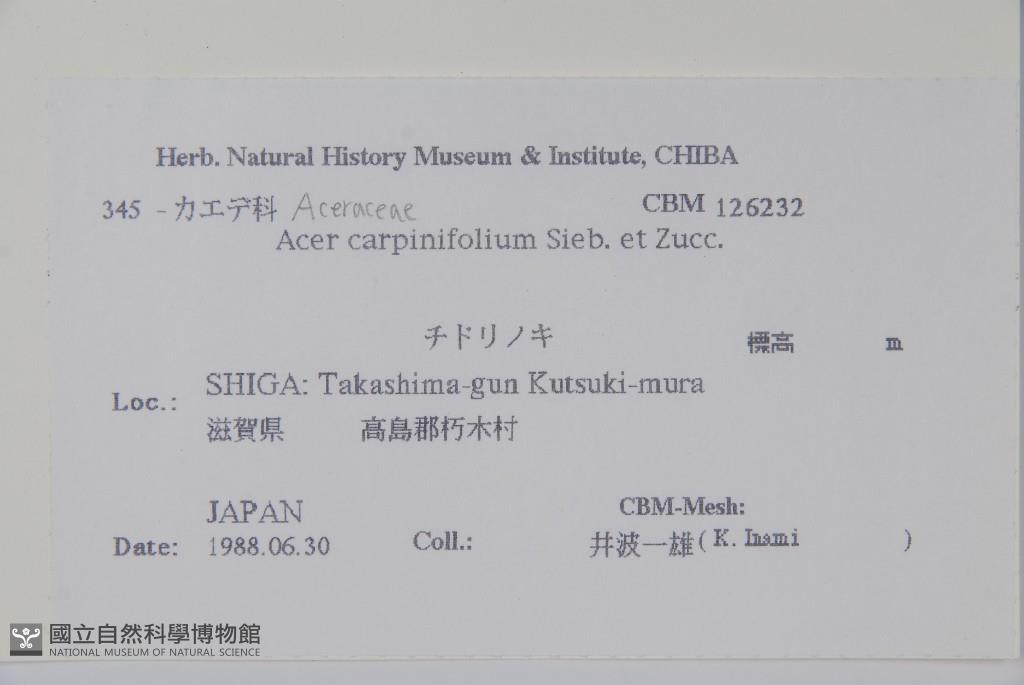 Herb. Natural History Museum & Institute, CHIBA
345 - カエデ科 Aceraceae CBM 126232
Acer carpinifolium Sieb. et Zucc.
チドリノキ 標高 m
Loc.: SHIGA: Takashima-gun Kutsuki-mura
滋賀県 高島郡朽木村
JAPAN CBM-Mesh:
Date: 1988.06.30 Coll.: 井波一雄( K. Inami )
國立自然科學博物館
NATIONAL MUSEUM OF NATURAL SCIENCE